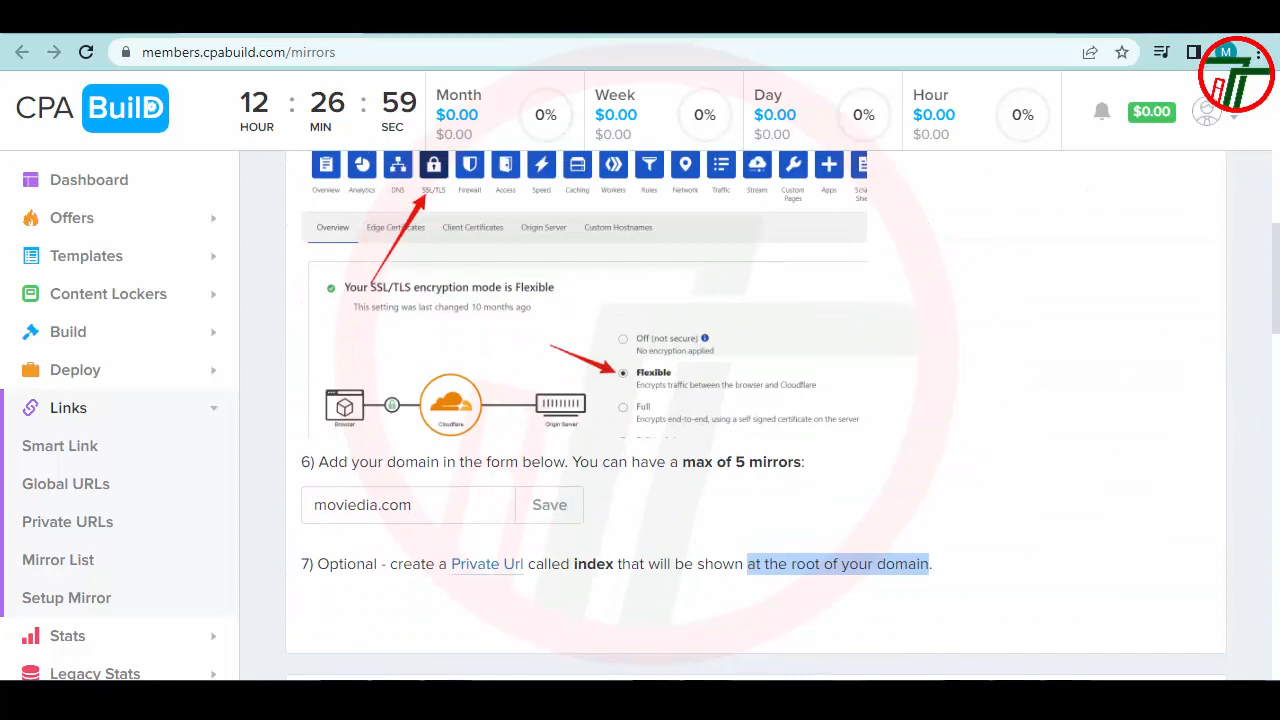 members.cpabuild.com/mirrors
M
CPA BuilD
12 : 26 : 59
HOUR MIN SEC
Month
$0.00
$0.00
0%
Week
$0.00
$0.00
0%
Day
$0.00
$0.00
0%
Hour
$0.00
$0.00
0%
$0.00
Dashboard
Offers
Templates
Content Lockers
Build
Deploy
Links
Smart Link
Global URLs
Private URLs
Mirror List
Setup Mirror
Stats
Legacy Stats
Overview Analytics DNS SSL/TLS Firewall Access Speed Caching Workers Rules Network Traffic Stream Custom Pages Apps
Overview Edge Certificates Client Certificates Origin Server Custom Hostnames
Your SSL/TLS encryption mode is Flexible
This setting was last changed 10 months ago
Off (not secure)
No encryption applied
Flexible
Encrypts traffic between the browser and Cloudflare
Full
Encrypts end-to-end, using a self signed certificate on the server
Browser Cloudflare Origin Server
6) Add your domain in the form below. You can have a max of 5 mirrors:
moviedia.com Save
7) Optional - create a Private Url called index that will be shown at the root of your domain.